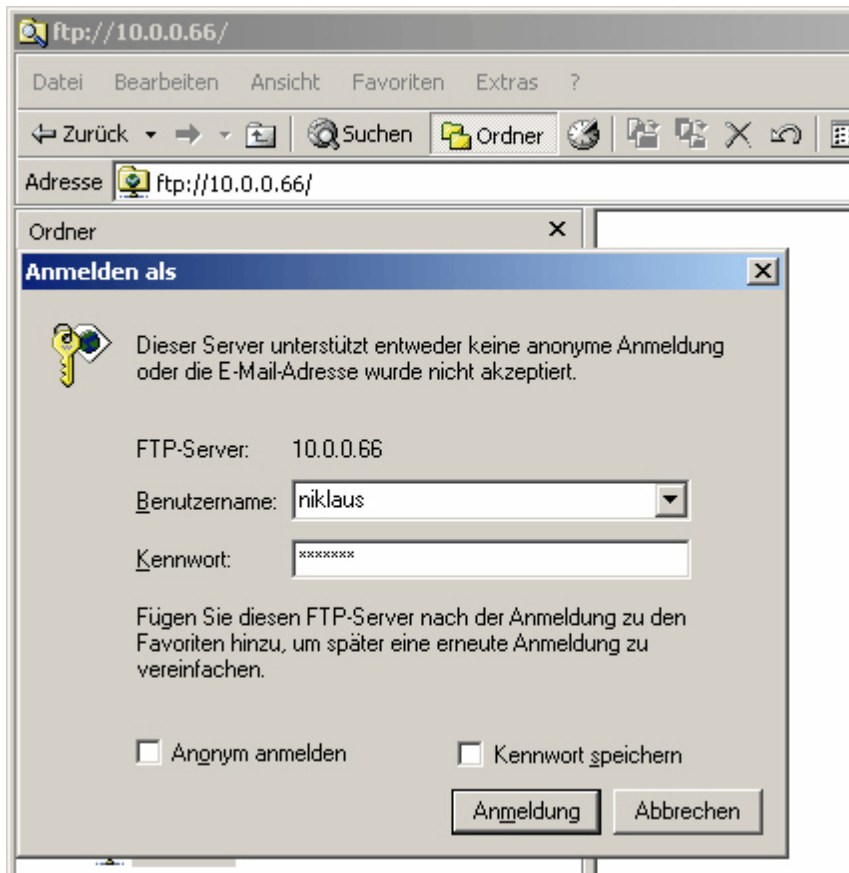 ftp://10.0.0.66/
Datei Bearbeiten Ansicht Favoriten Extras ?
Zurück Suchen Ordner
Adresse ftp://10.0.0.66/
Ordner
Anmelden als
Dieser Server unterstützt entweder keine anonyme Anmeldung
oder die E-Mail-Adresse wurde nicht akzeptiert.
FTP-Server: 10.0.0.66
Benutzername: niklaus
Kennwort: *******
Fügen Sie diesen FTP-Server nach der Anmeldung zu den
Favoriten hinzu, um später eine erneute Anmeldung zu
vereinfachen.
Anonym anmelden Kennwort speichern
Anmeldung Abbrechen